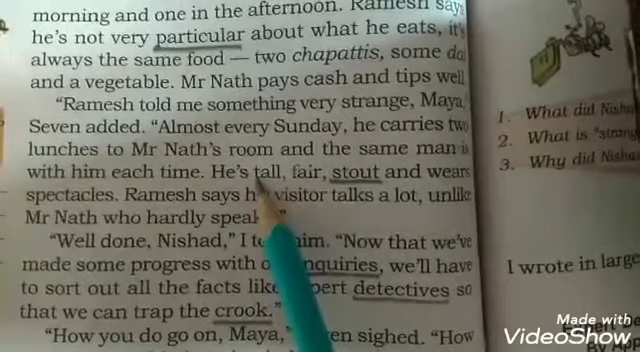 morning and one in the afternoon. Ramesh says
he's not very particular about what he eats, it's
always the same food — two chapattis, some
and a vegetable. Mr Nath pays cash and tips well
"Ramesh told me something very strange, Maya,"
Seven added. "Almost every Sunday, he carries two
lunches to Mr Nath's room and the same man is
with him each time. He's tall, fair, stout and wears
spectacles. Ramesh says visitor talks a lot, unlike
Mr Nath who hardly
"Well done, Nishad," I him. "Now that we've
made some progress with inquiries, we'll have
to sort out all the facts detectives so
that we can trap the crook."
"How you do go on, Maya," sighed. "How
1. What did
2. What is
3. Why did
I wrote in large
Made with
VideoShow